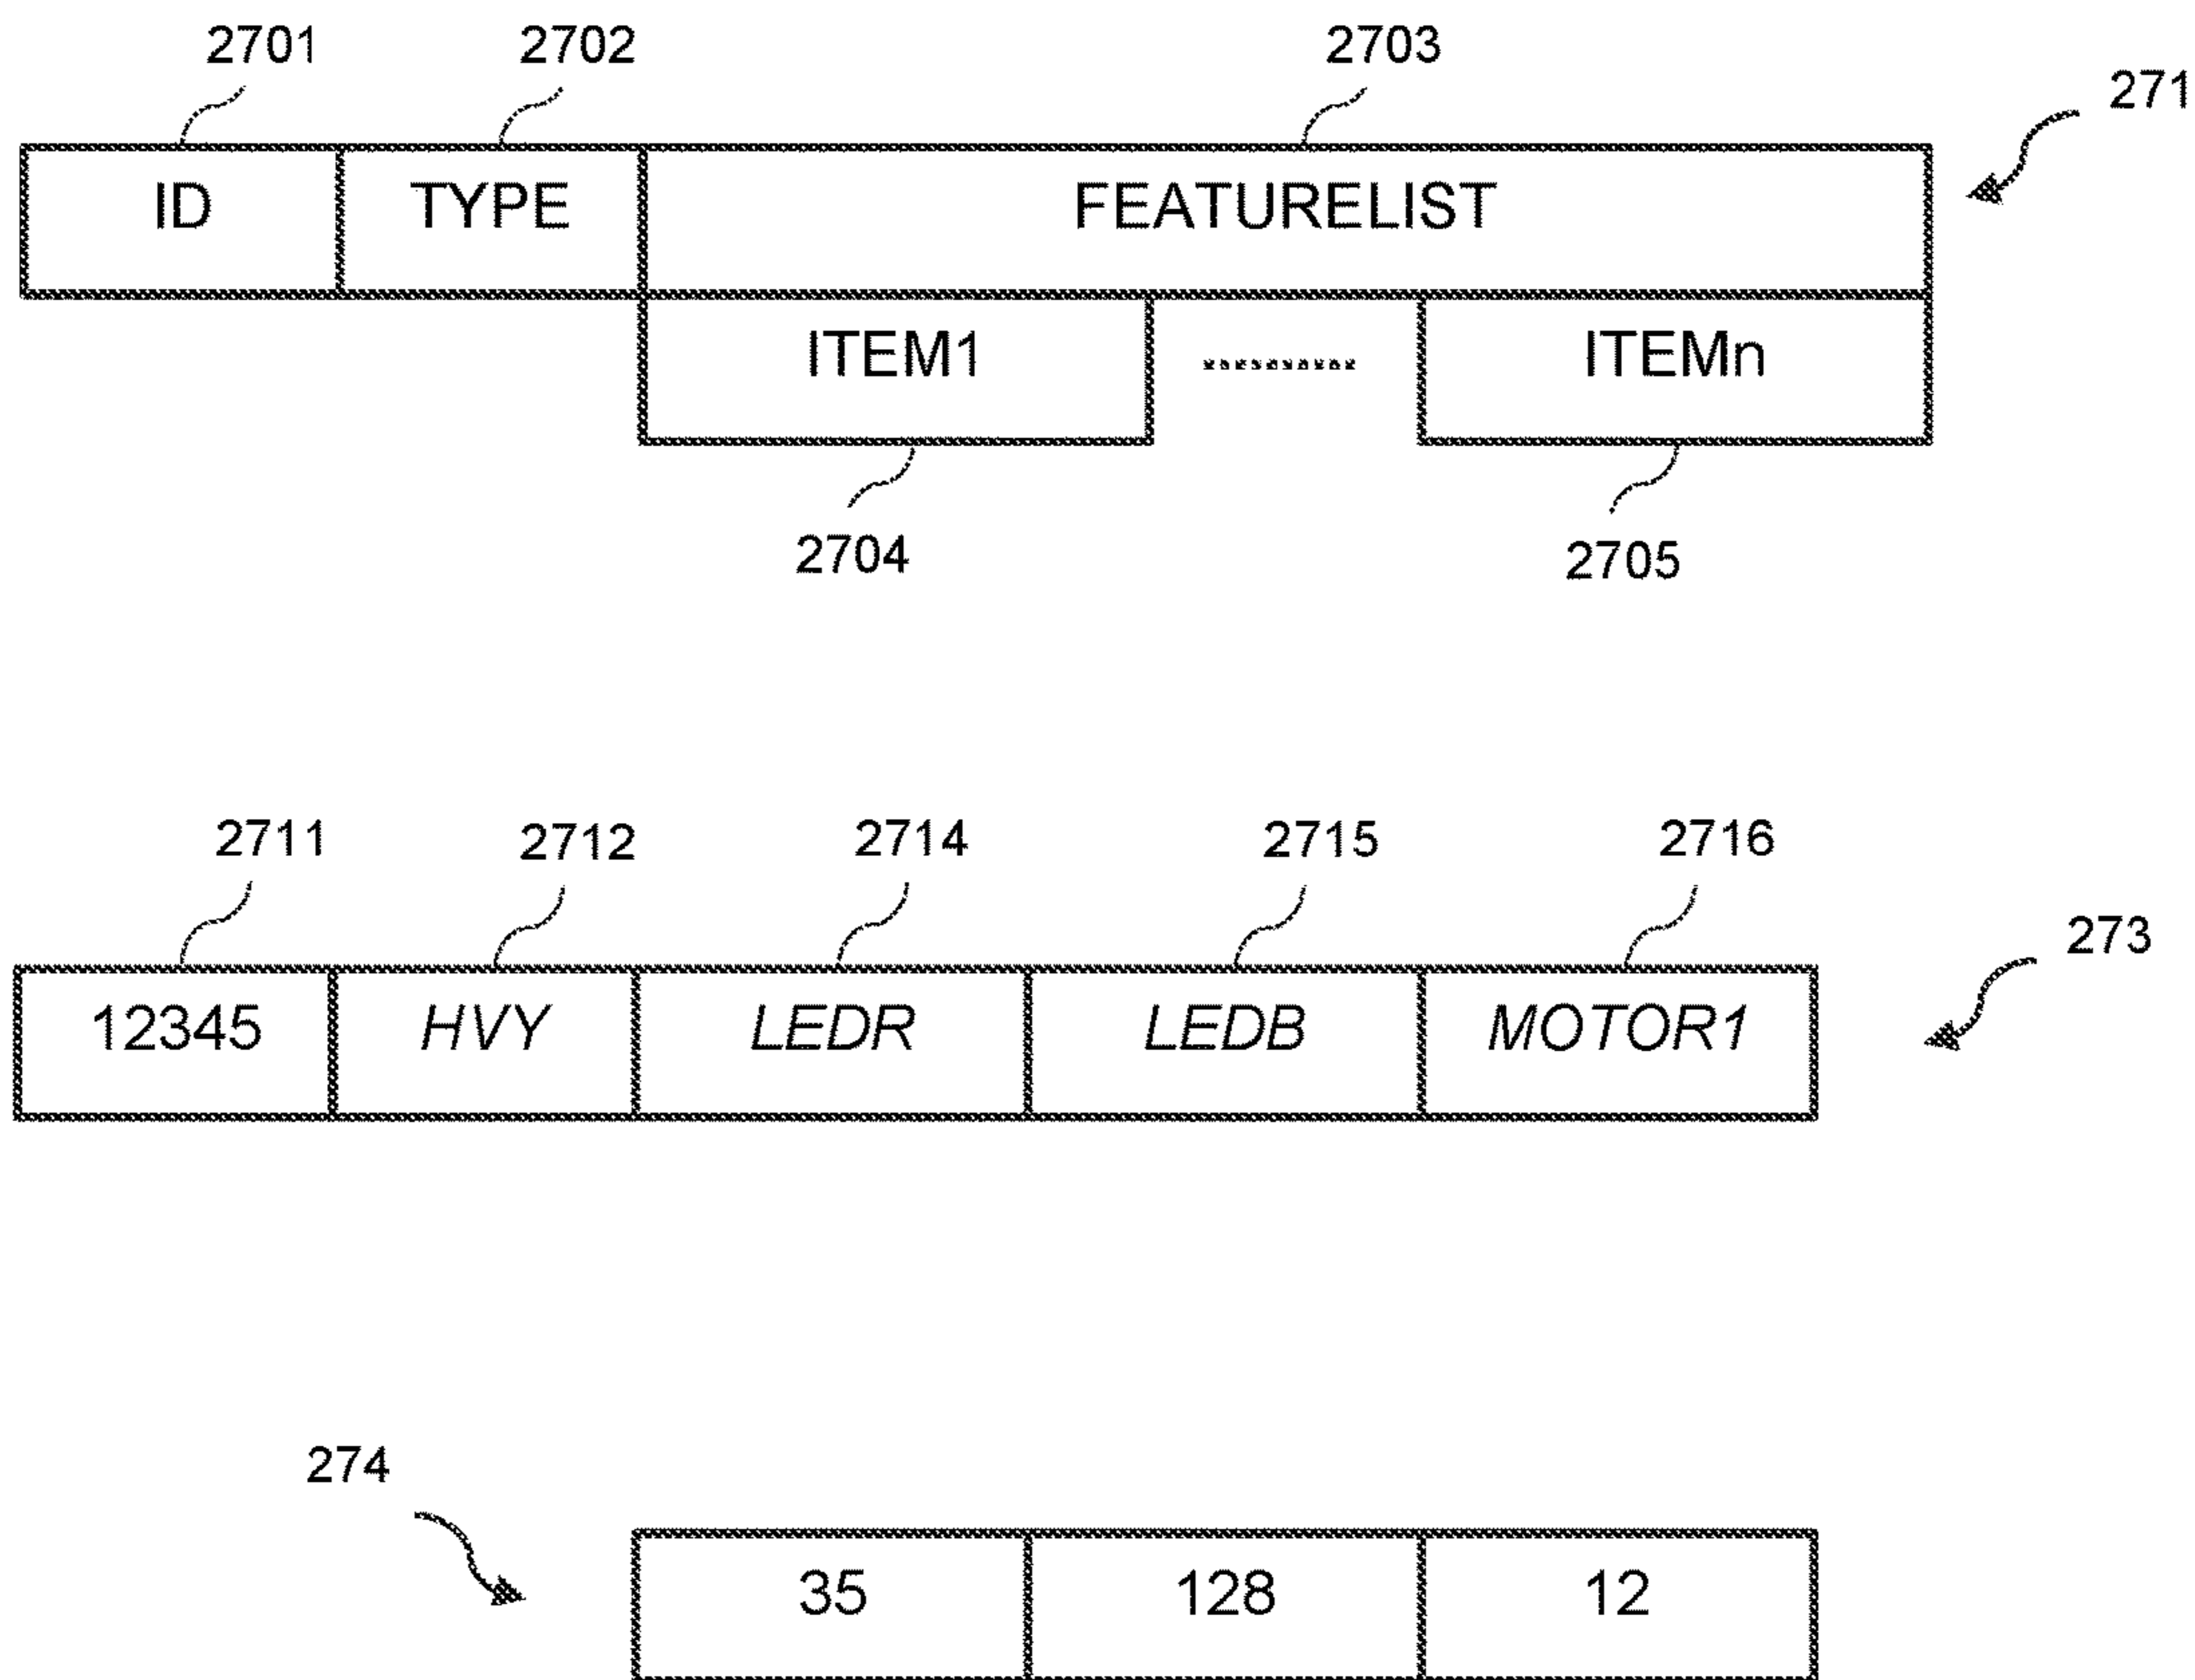 2701 2702 2703
271
ID TYPE FEATURELIST
ITEM1 ......... ITEMn
2704 2705
2711 2712 2714 2715 2716
273
12345 HVY LEDR LEDB MOTOR1
274
35 128 12